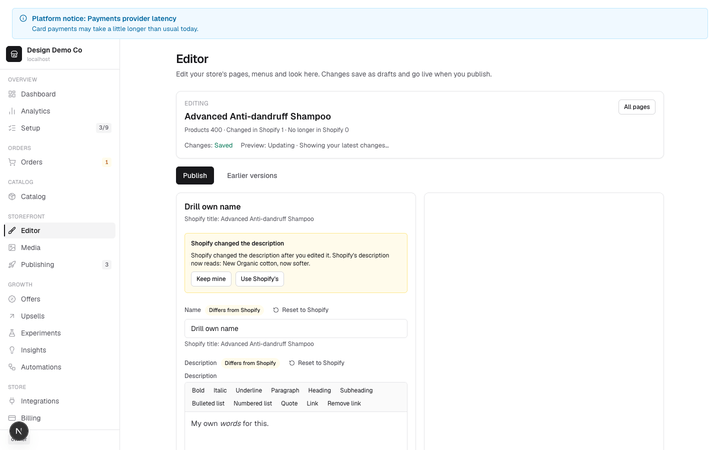 Platform notice: Payments provider latency
Card payments may take a little longer than usual today.
Design Demo Co
localhost
OVERVIEW
Dashboard
Analytics
Setup 3/9
ORDERS
Orders 1
CATALOG
Catalog
STOREFRONT
Editor
Media
Publishing 3
GROWTH
Offers
Upsells
Experiments
Insights
Automations
STORE
Integrations
Billing
N
Editor
Edit your store's pages, menus and look here. Changes save as drafts and go live when you publish.
EDITING
Advanced Anti-dandruff Shampoo
All pages
Products 400 · Changed in Shopify 1 · No longer in Shopify 0
Changes: Saved Preview: Updating · Showing your latest changes…
Publish Earlier versions
Drill own name
Shopify title: Advanced Anti-dandruff Shampoo
Shopify changed the description
Shopify changed the description after you edited it. Shopify's description
now reads: New Organic cotton, now softer.
Keep mine Use Shopify's
Name Differs from Shopify Reset to Shopify
Drill own name
Shopify title: Advanced Anti-dandruff Shampoo
Description Differs from Shopify Reset to Shopify
Description
Bold Italic Underline Paragraph Heading Subheading
Bulleted list Numbered list Quote Link Remove link
My own words for this.